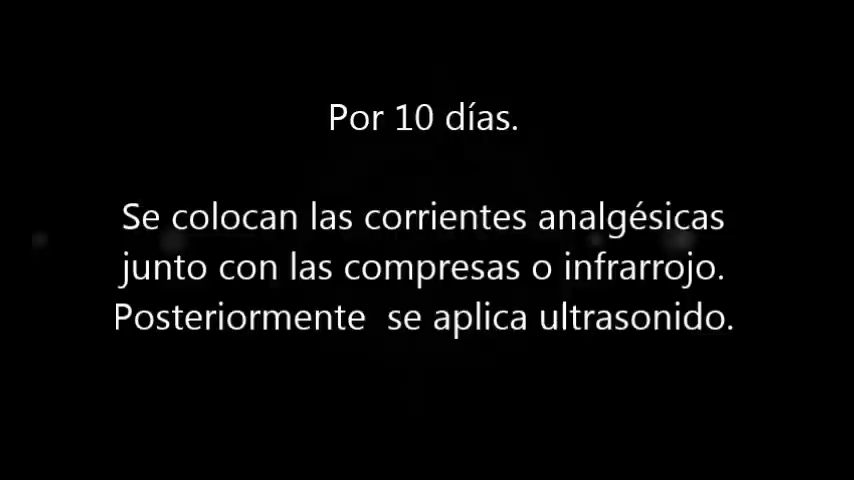 Por 10 días.
Se colocan las corrientes analgésicas
junto con las compresas o infrarrojo.
Posteriormente  se aplica ultrasonido.